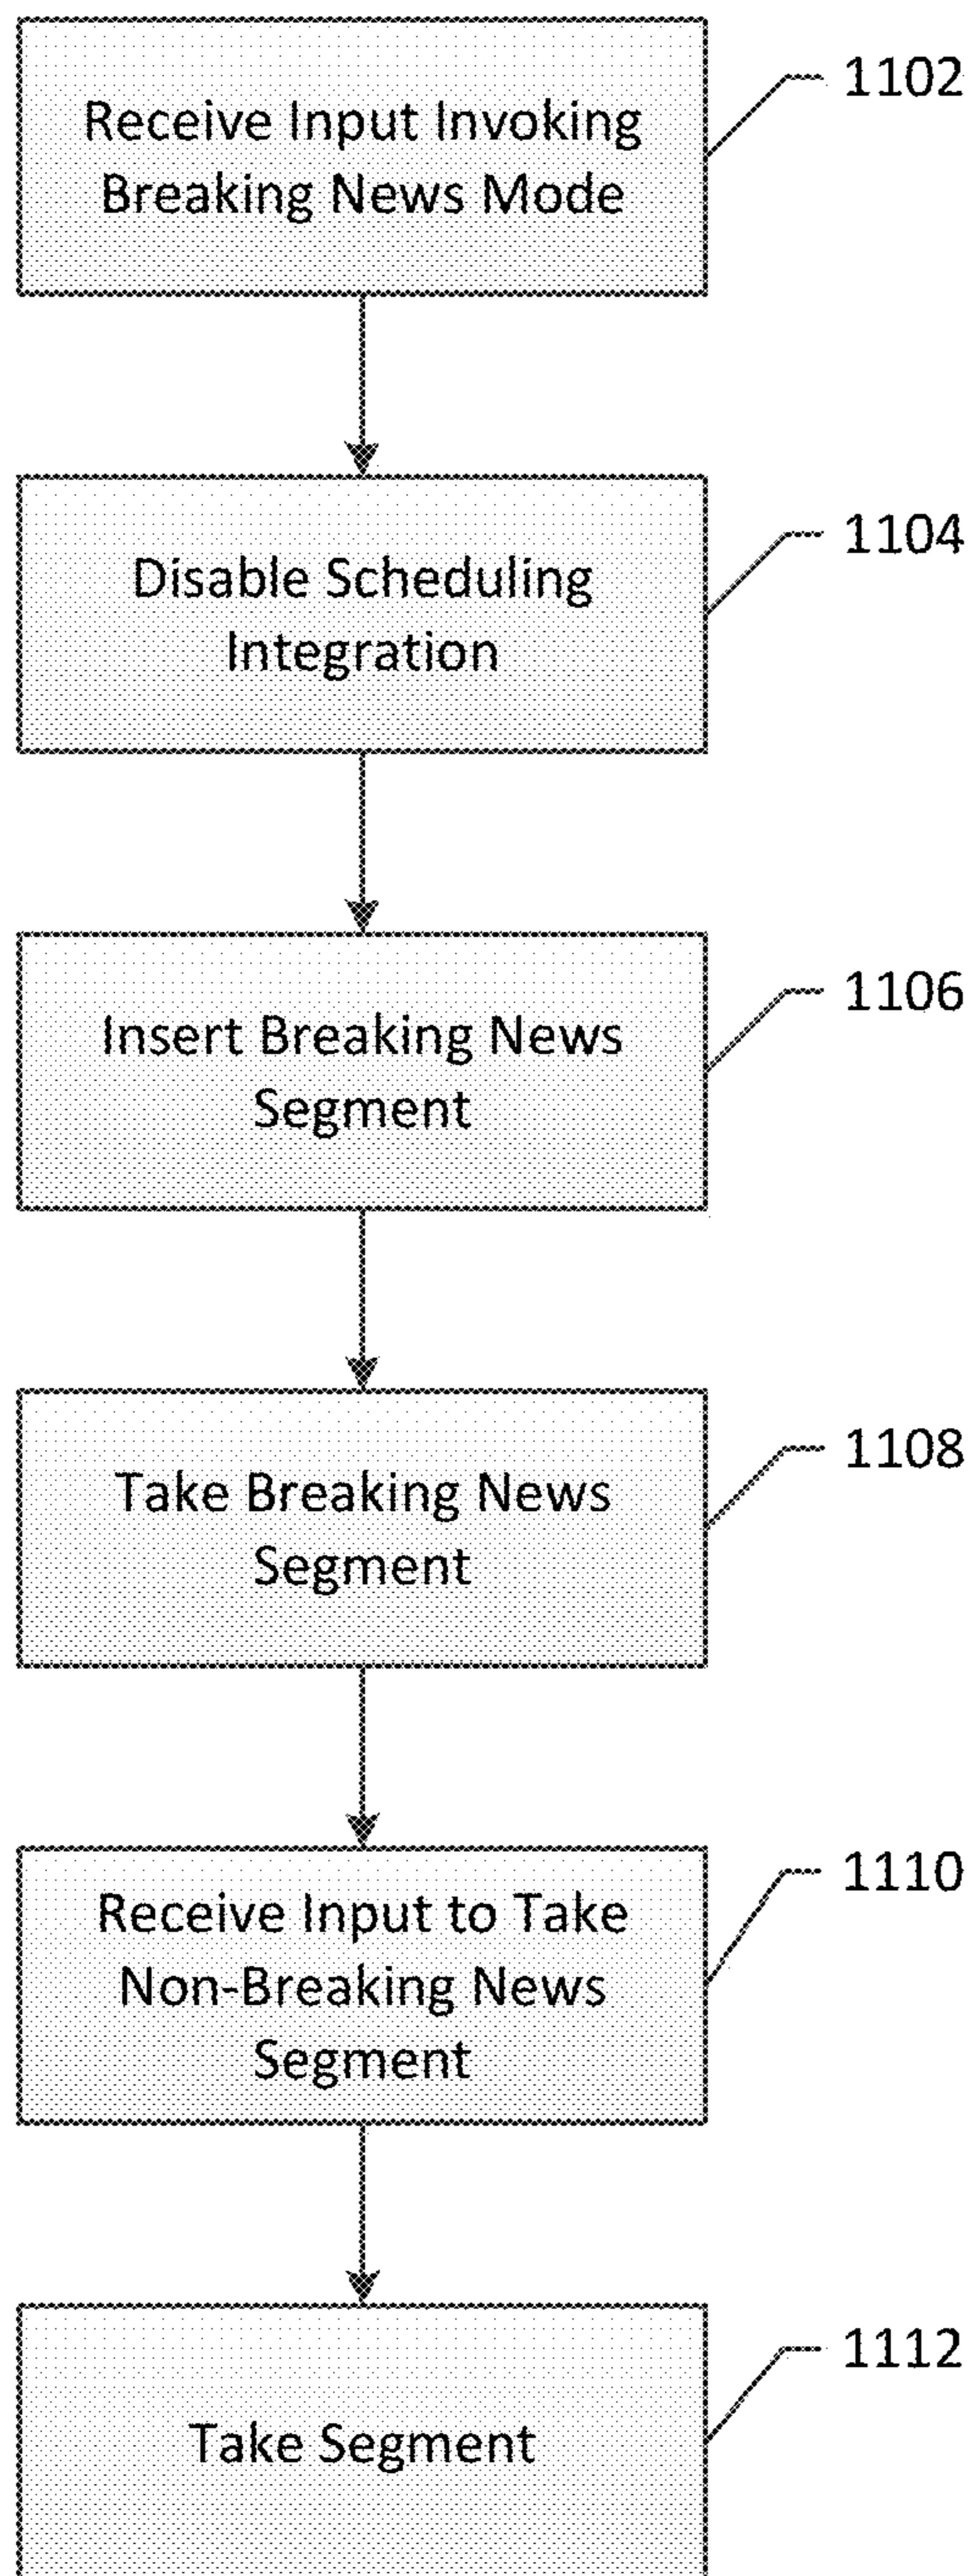 Receive Input Invoking
Breaking News Mode
1102
Disable Scheduling
Integration
1104
Insert Breaking News
Segment
1106
Take Breaking News
Segment
1108
Receive Input to Take
Non-Breaking News
Segment
1110
Take Segment
1112